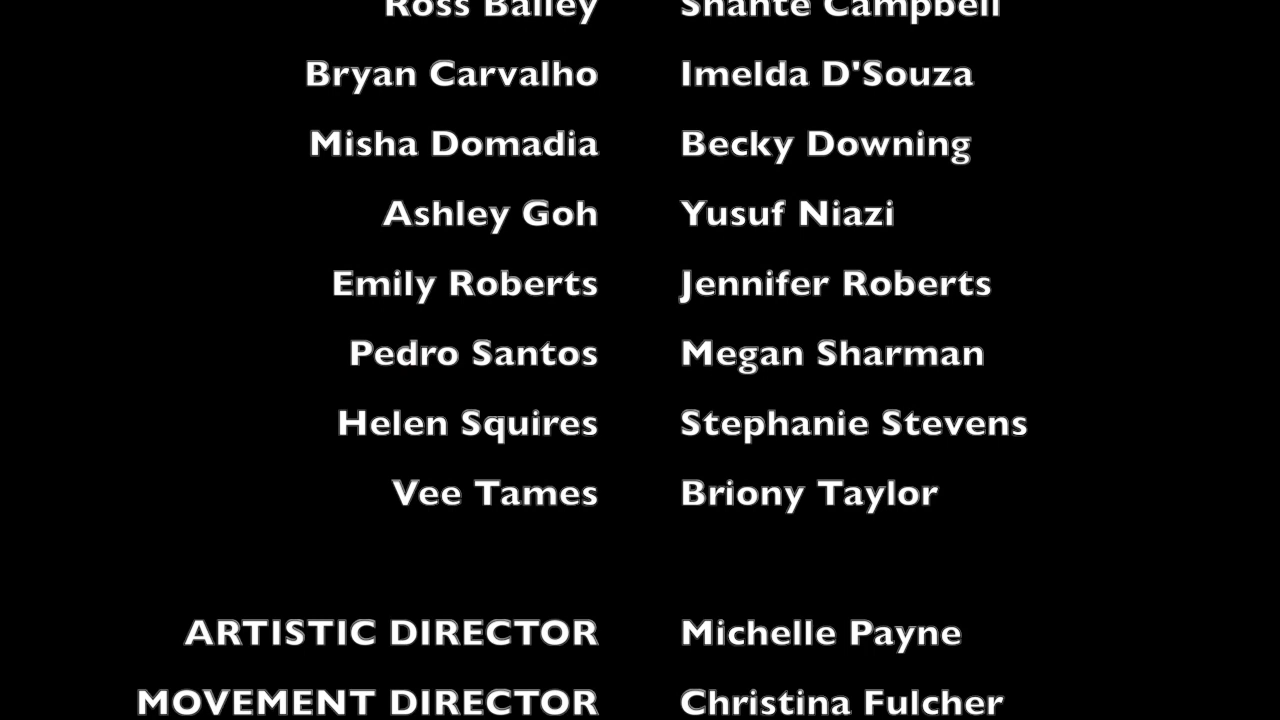 Ross Bailey Shante Campbell
Bryan Carvalho Imelda D'Souza
Misha Domadia Becky Downing
Ashley Goh Yusuf Niazi
Emily Roberts Jennifer Roberts
Pedro Santos Megan Sharman
Helen Squires Stephanie Stevens
Vee Tames Briony Taylor
ARTISTIC DIRECTOR Michelle Payne
MOVEMENT DIRECTOR Christina Fulcher